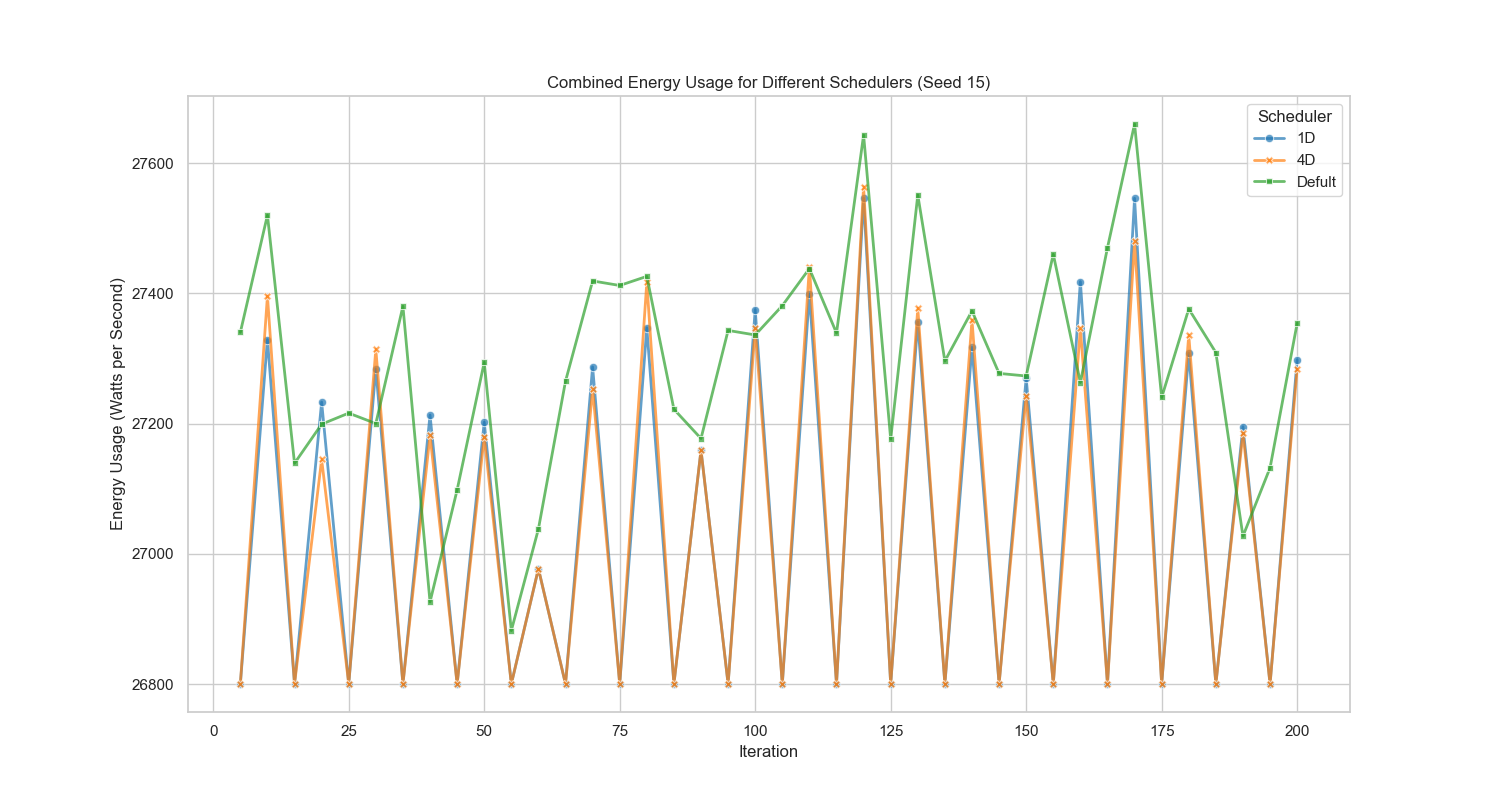 Combined Energy Usage for Different Schedulers (Seed 15)
Scheduler
1D
4D
Defult
Energy Usage (Watts per Second)
27600
27400
27200
27000
26800
0 25 50 75 100 125 150 175 200
Iteration